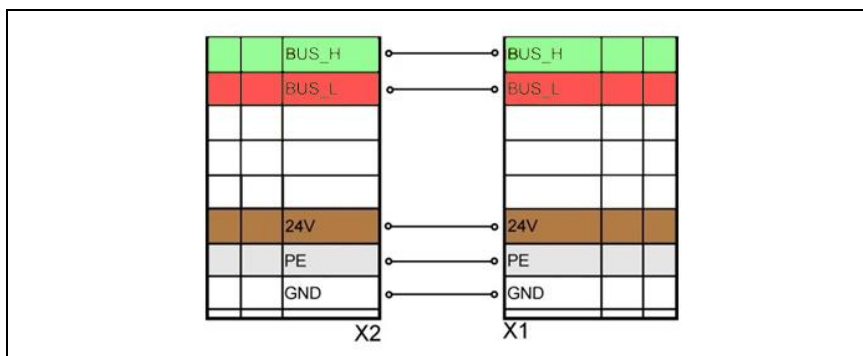 BUS_H BUS_H
BUS_L BUS_L
24V 24V
PE PE
GND GND
X2 X1